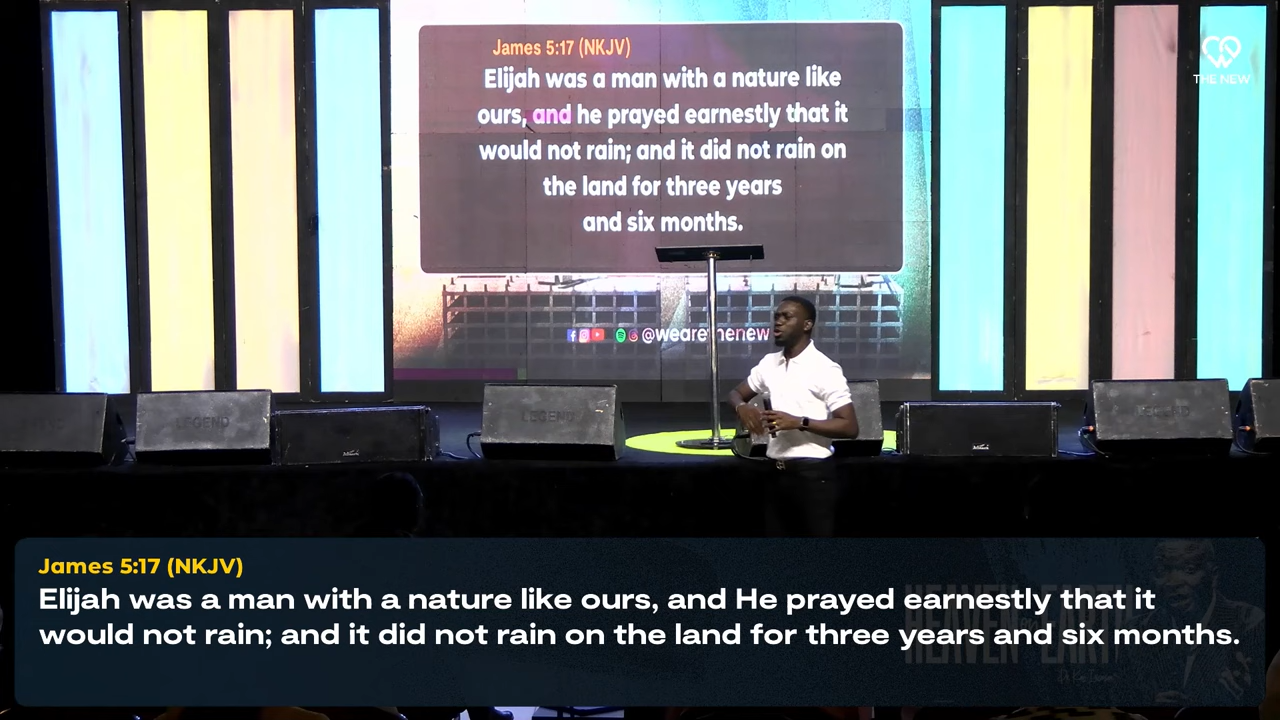 James 5:17 (NKJV)
Elijah was a man with a nature like
ours, and he prayed earnestly that it
would not rain; and it did not rain on
the land for three years
and six months.
THE NEW
@wearethenew
LEGEND
LEGEND
LEGEND
James 5:17 (NKJV)
Elijah was a man with a nature like ours, and He prayed earnestly that it
would not rain; and it did not rain on the land for three years and six months.
HEAVEN
EARTH